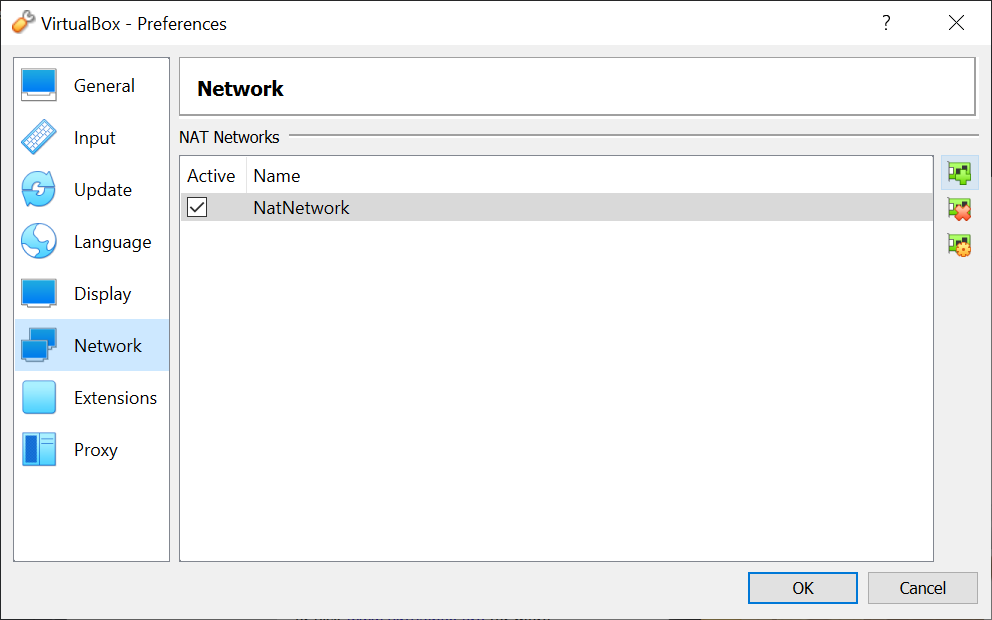 VirtualBox - Preferences
?
General
Input
Update
Language
Display
Network
Extensions
Proxy
Network
NAT Networks
Active Name
NatNetwork
OK Cancel